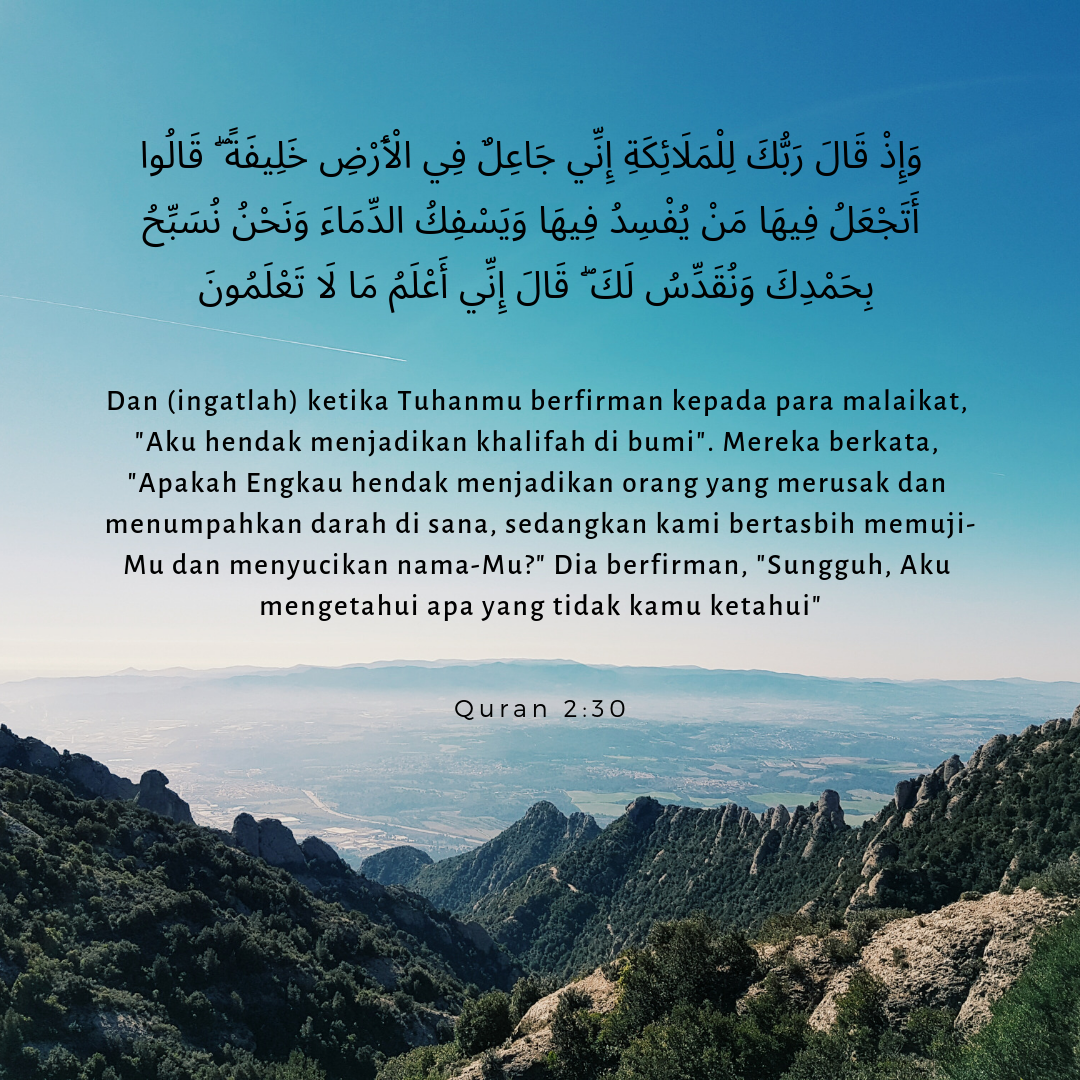 وَإِذْ قَالَ رَبُّكَ لِلْمَلَائِكَةِ إِنِّي جَاعِلٌ فِي الْأَرْضِ خَلِيفَةً ۖ قَالُوا
أَتَجْعَلُ فِيهَا مَنْ يُفْسِدُ فِيهَا وَيَسْفِكُ الدِّمَاءَ وَنَحْنُ نُسَبِّحُ
بِحَمْدِكَ وَنُقَدِّسُ لَكَ ۖ قَالَ إِنِّي أَعْلَمُ مَا لَا تَعْلَمُونَ
Dan (ingatlah) ketika Tuhanmu berfirman kepada para malaikat,
"Aku hendak menjadikan khalifah di bumi". Mereka berkata,
"Apakah Engkau hendak menjadikan orang yang merusak dan
menumpahkan darah di sana, sedangkan kami bertasbih memuji-
Mu dan menyucikan nama-Mu?" Dia berfirman, "Sungguh, Aku
mengetahui apa yang tidak kamu ketahui"
Quran 2:30